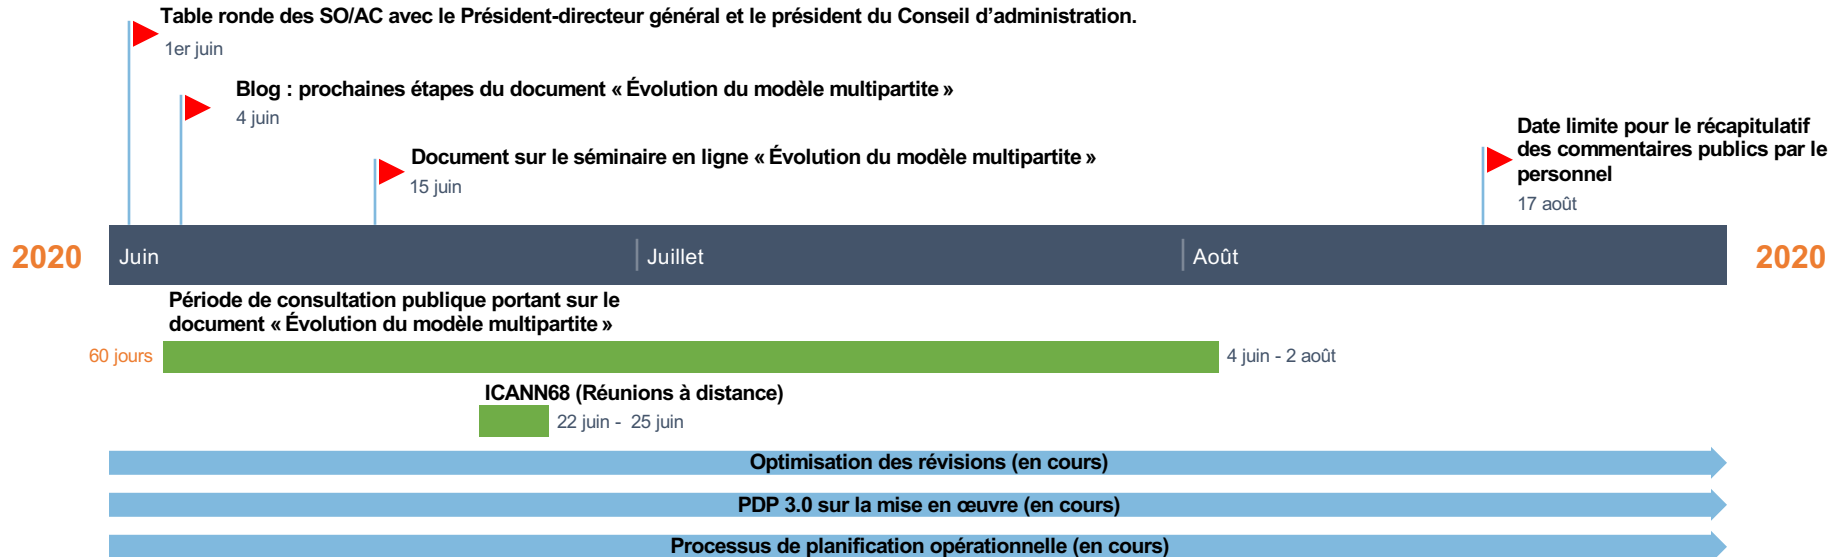 Table ronde des SO/AC avec le Président-directeur général et le président du Conseil d’administration.
1er juin
Blog : prochaines étapes du document « Évolution du modèle multipartite »
4 juin
Document sur le séminaire en ligne « Évolution du modèle multipartite »
15 juin
Date limite pour le récapitulatif
des commentaires publics par le
personnel
17 août
2020
Juin
Juillet
Août
2020
Période de consultation publique portant sur le
document « Évolution du modèle multipartite »
60 jours
4 juin - 2 août
ICANN68 (Réunions à distance)
22 juin - 25 juin
Optimisation des révisions (en cours)
PDP 3.0 sur la mise en œuvre (en cours)
Processus de planification opérationnelle (en cours)